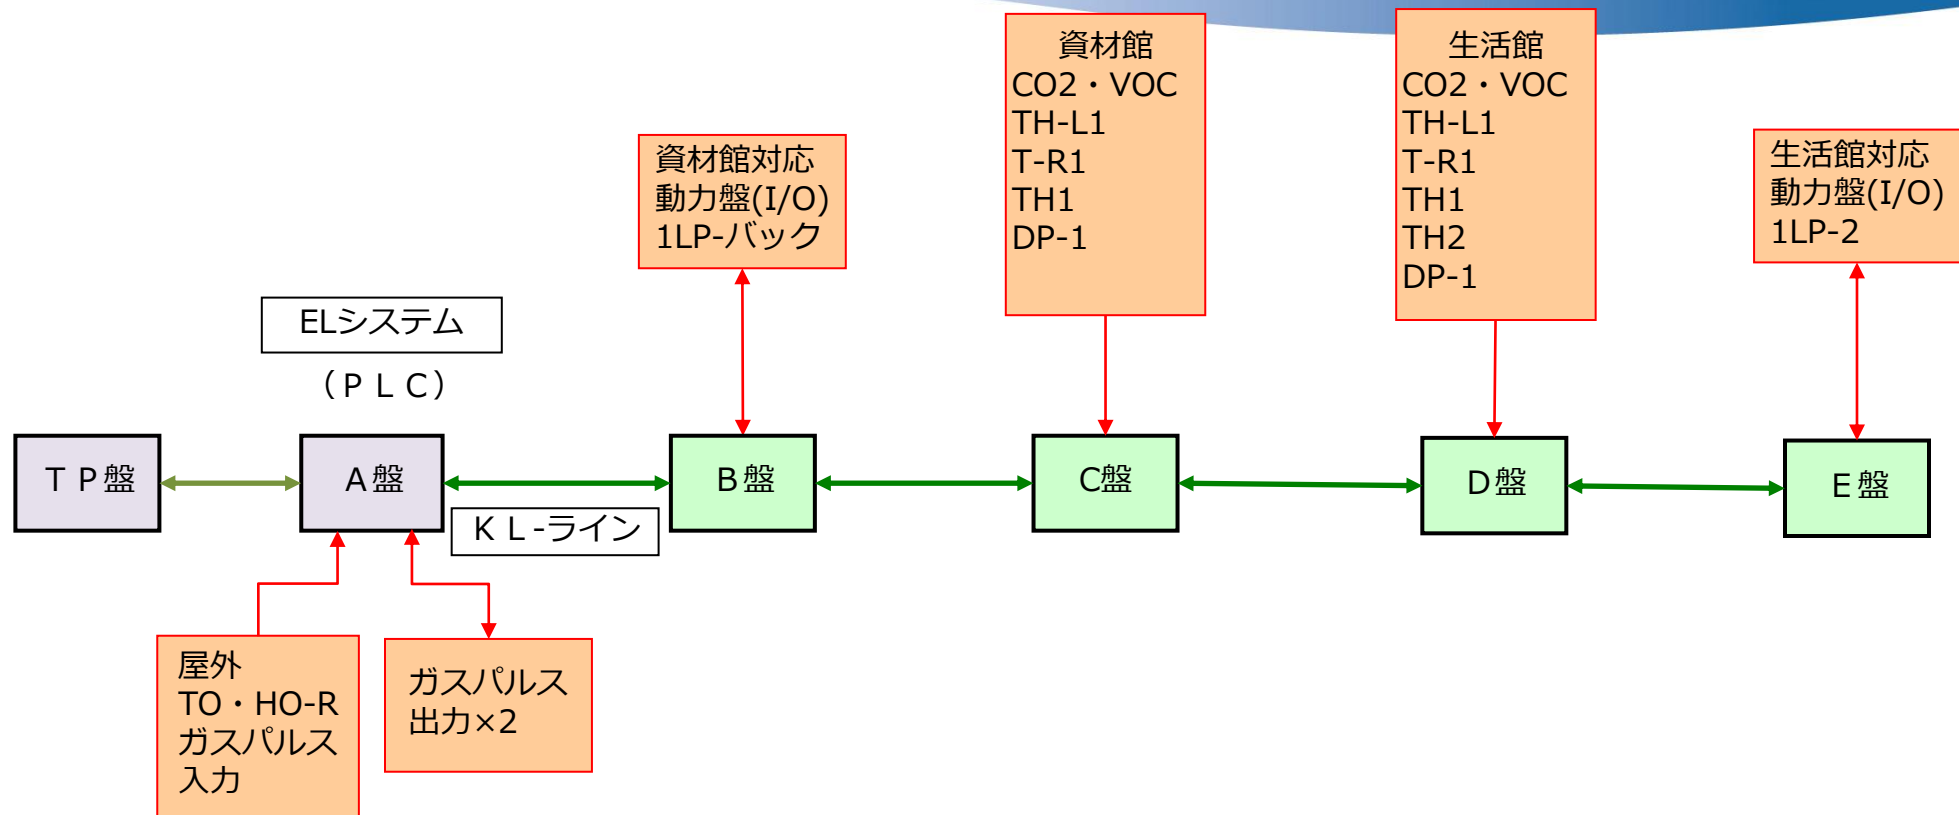 資材館
CO2・VOC
TH-L1
T-R1
TH1
DP-1
生活館
CO2・VOC
TH-L1
T-R1
TH1
TH2
DP-1
資材館対応
動力盤(I/O)
1LP-バック
生活館対応
動力盤(I/O)
1LP-2
ELシステム
（ＰＬＣ）
ＴＰ盤
Ａ盤
Ｂ盤
C盤
Ｄ盤
Ｅ盤
ＫＬ-ライン
屋外
TO・HO-R
ガスパルス
入力
ガスパルス
出力×2